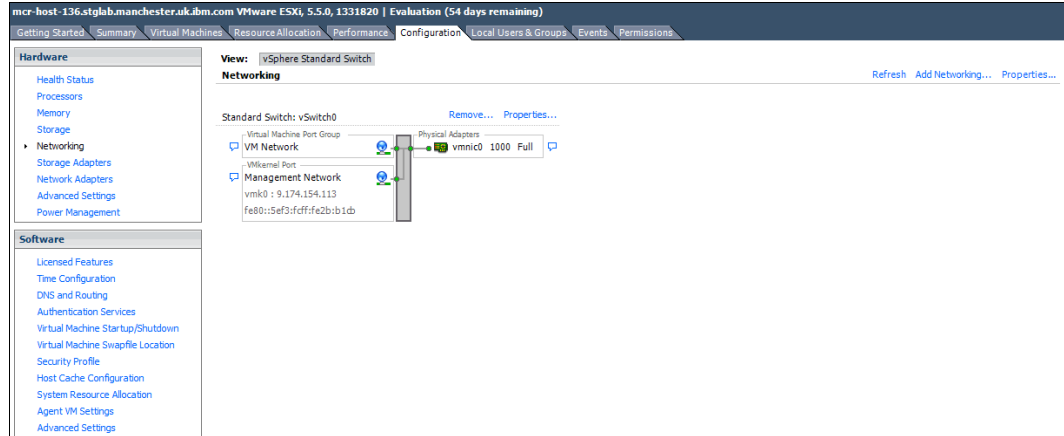 mcr-host-136.stglab.manchester.uk.ibm.com VMware ESXi, 5.5.0, 1331820 | Evaluation (54 days remaining)
Getting Started Summary Virtual Machines Resource Allocation Performance Configuration Local Users & Groups Events Permissions
Hardware
Health Status
Processors
Memory
Storage
Networking
Storage Adapters
Network Adapters
Advanced Settings
Power Management
Software
Licensed Features
Time Configuration
DNS and Routing
Authentication Services
Virtual Machine Startup/Shutdown
Virtual Machine Swapfile Location
Security Profile
Host Cache Configuration
System Resource Allocation
Agent VM Settings
Advanced Settings
View: vSphere Standard Switch
Networking
Refresh Add Networking... Properties...
Standard Switch: vSwitch0 Remove... Properties...
Virtual Machine Port Group
VM Network
Physical Adapters
vmnic0 1000 Full
VMkernel Port
Management Network
vmk0 : 9.174.154.113
fe80::5ef3:fcff:fe2b:b1cb